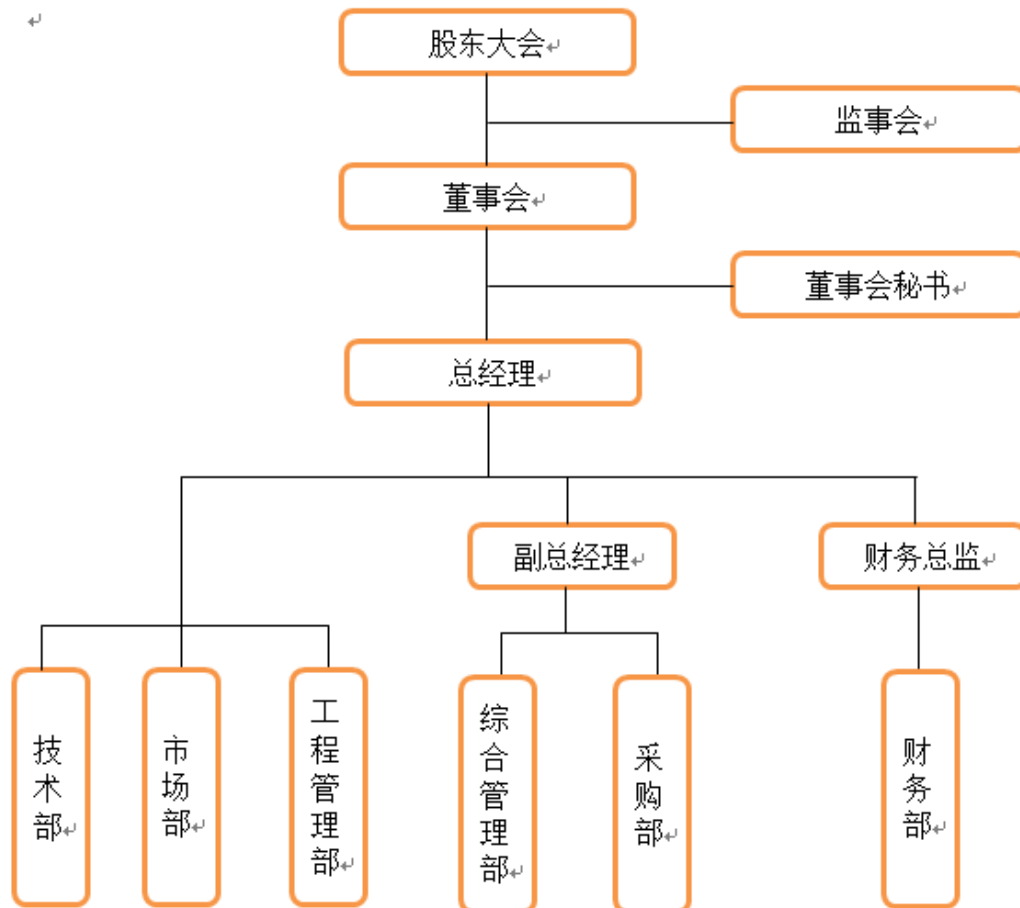 股东大会
监事会
董事会
董事会秘书
总经理
副总经理
财务总监
技术部
市场部
工程管理部
综合管理部
采购部
财务部